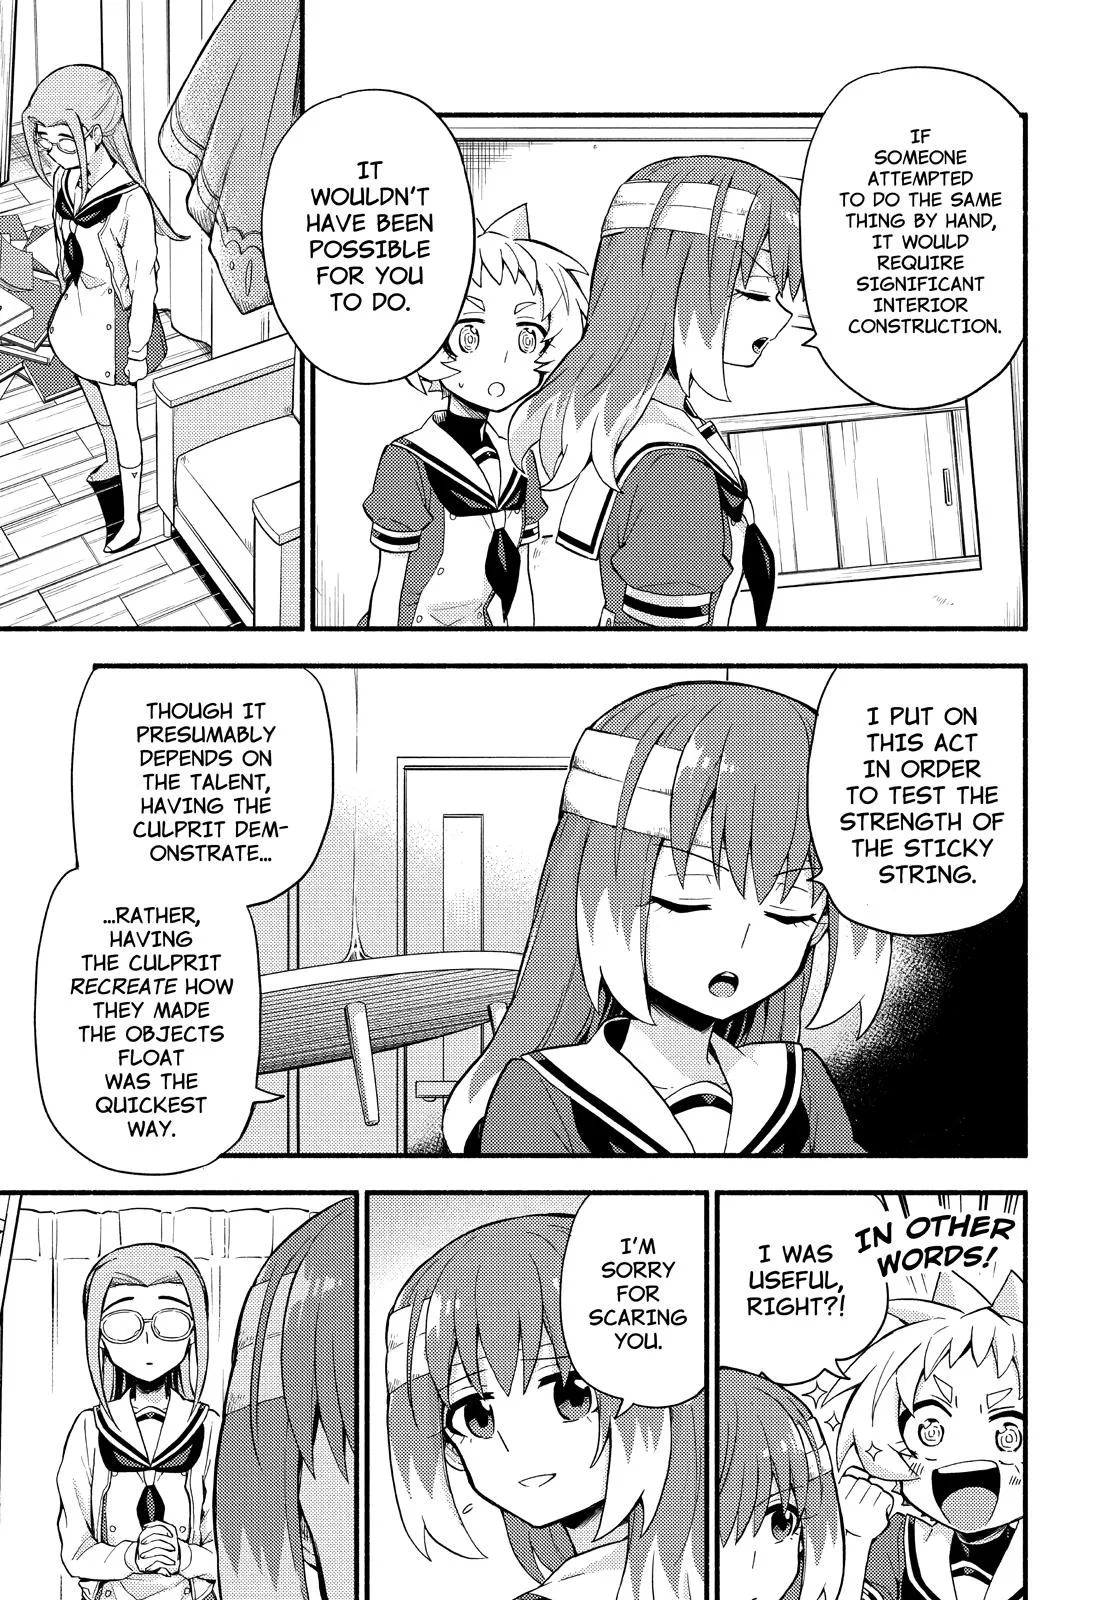 IF
SOMEONE
ATTEMPTED
TO DO THE SAME
THING BY HAND,
IT WOULD
REQUIRE
SIGNIFICANT
INTERIOR
CONSTRUCTION.
IT
WOULDN'T
HAVE BEEN
POSSIBLE
FOR YOU
TO DO.
I PUT ON
THIS ACT
IN ORDER
TO TEST THE
STRENGTH OF
THE STICKY
STRING.
THOUGH IT
PRESUMABLY
DEPENDS ON
THE TALENT,
HAVING THE
CULPRIT DEM-
ONSTRATE...
...RATHER,
HAVING
THE CULPRIT
RECREATE HOW
THEY MADE
THE OBJECTS
FLOAT
WAS THE
QUICKEST
WAY.
IN OTHER
WORDS!
I WAS
USEFUL,
RIGHT?!
I'M
SORRY
FOR
SCARING
YOU.